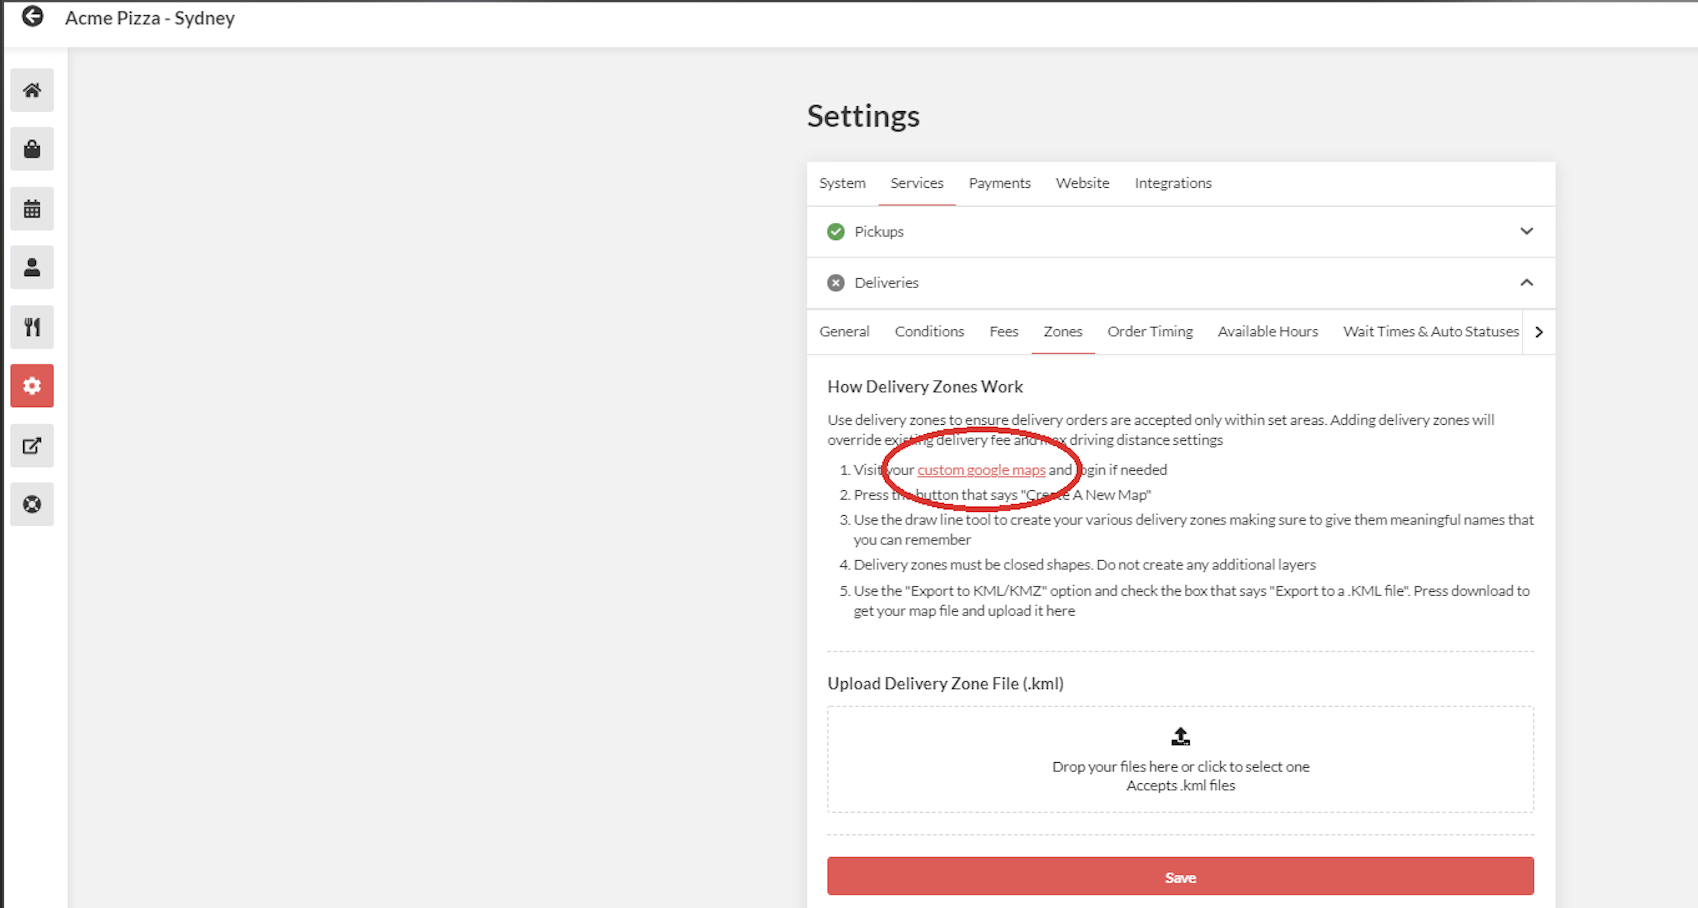 Acme Pizza - Sydney
Settings
System Services Payments Website Integrations
Pickups
Deliveries
General Conditions Fees Zones Order Timing Available Hours Wait Times & Auto Statuses
How Delivery Zones Work
Use delivery zones to ensure delivery orders are accepted only within set areas. Adding delivery zones will
override existing delivery fee and max driving distance settings
1. Visit your custom google maps and login if needed
2. Press the button that says "Create A New Map"
3. Use the draw line tool to create your various delivery zones making sure to give them meaningful names that
you can remember
4. Delivery zones must be closed shapes. Do not create any additional layers
5. Use the "Export to KML/KMZ" option and check the box that says "Export to a .KML file". Press download to
get your map file and upload it here
Upload Delivery Zone File (.kml)
Drop your files here or click to select one
Accepts .kml files
Save